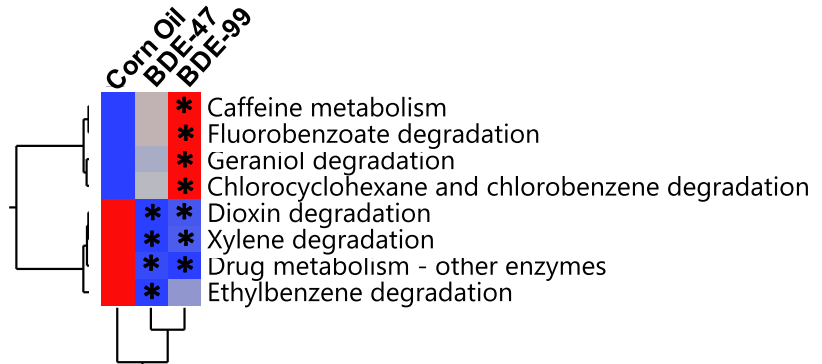 Corn Oil
BDE-47
BDE-99
* Caffeine metabolism
* Fluorobenzoate degradation
* Geraniol degradation
* Chlorocyclohexane and chlorobenzene degradation
* * Dioxin degradation
* * Xylene degradation
* * Drug metabolism - other enzymes
* Ethylbenzene degradation